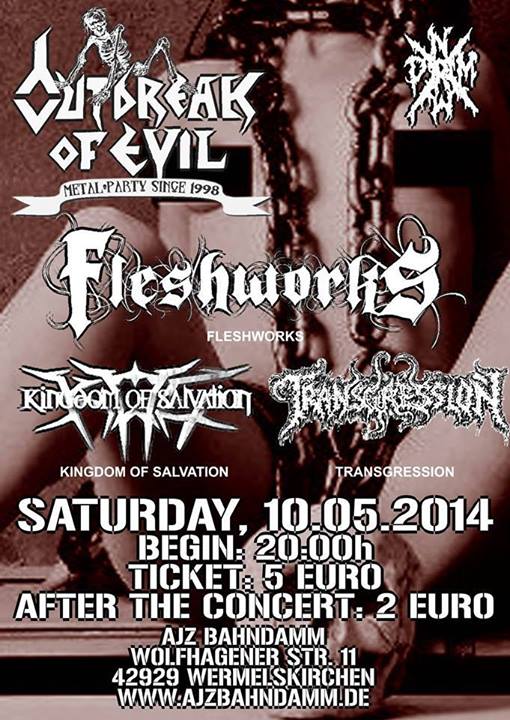 OUTBREAK
OF EVIL
METAL-PARTY SINCE 1998
FleshworkS
FLESHWORKS
KINGDOM OF SALVATION
TRANSGRESSION
KINGDOM OF SALVATION
TRANSGRESSION
SATURDAY, 10.05.2014
BEGIN: 20:00h
TICKET: 5 EURO
AFTER THE CONCERT: 2 EURO
AJZ BAHNDAMM
WOLFHAGENER STR. 11
42929 WERMELSKIRCHEN
WWW.AJZBAHNDAMM.DE